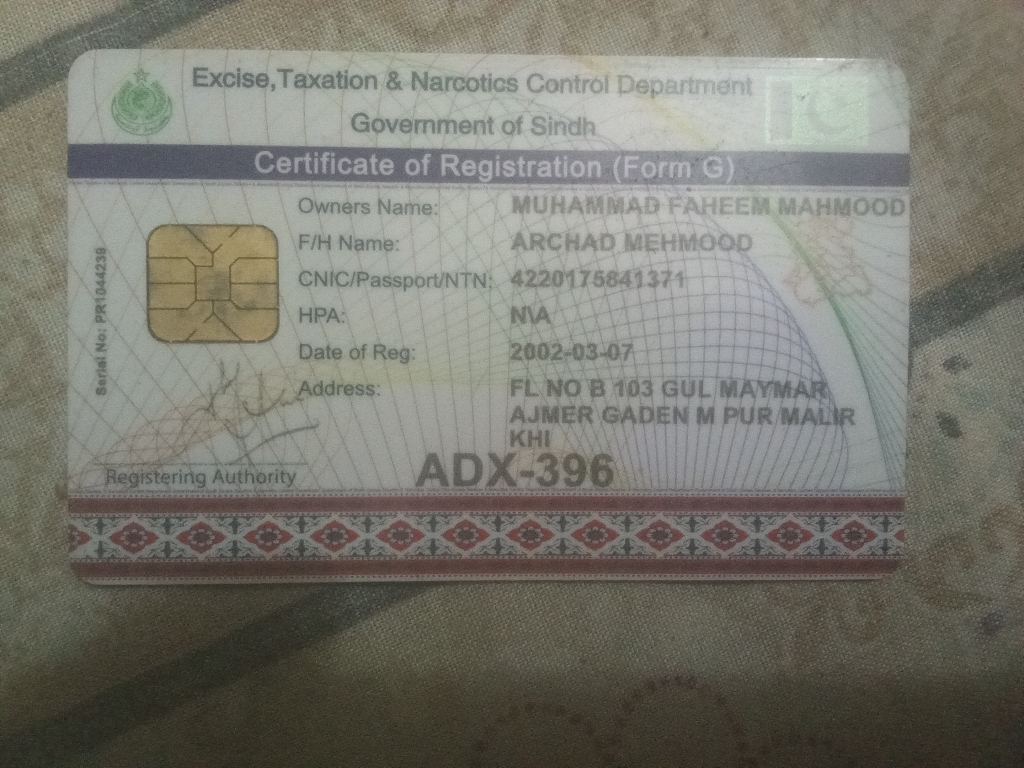 Excise,Taxation & Narcotics Control Department
Government of Sindh
Certificate of Registration (Form G)
Owners Name: MUHAMMAD FAHEEM MAHMOOD
F/H Name: ARCHAD MEHMOOD
CNIC/Passport/NTN: 4220175841371
HPA: N\A
Date of Reg: 2002-03-07
Address: FL NO B 103 GUL MAYMAR
AJMER GADEN M PUR MALIR
KHI
Serial No: PR1044239
Registering Authority
ADX-396